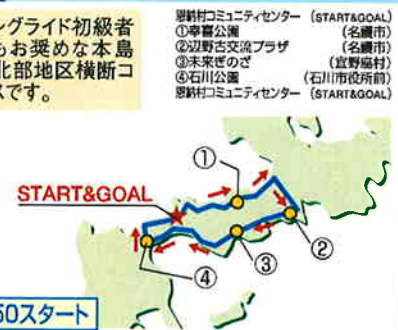 ングライド初級者
もお奨めな本島
北部地区横断コ
スです。
恩納村コミュニティセンター (START&GOAL)
①幸喜公園 (名護市)
②辺野古交流プラザ (名護市)
③未来ぎのざ (宜野座村)
④石川公園 (石川市役所前)
恩納村コミュニティセンター (START&GOAL)
①
START&GOAL
②
③
④
50スタート